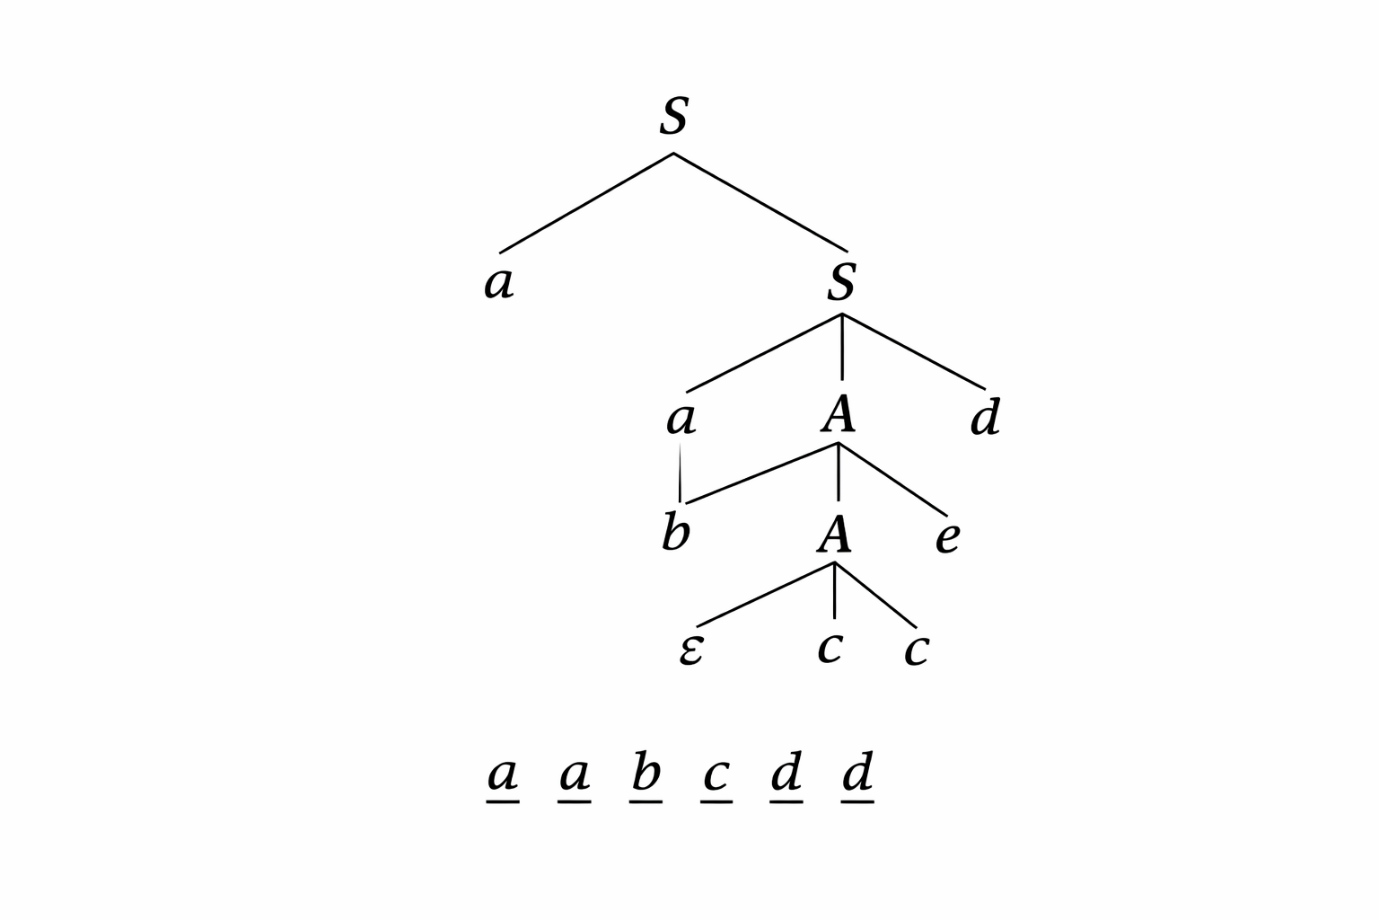 S
a S
a A d
b A e
ε c c
a a b c d d